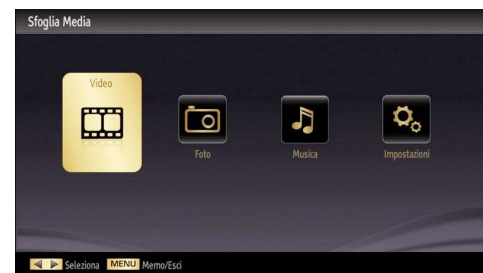 Sfoglia Media
Video
Foto
Musica
Impostazioni
Seleziona MENU Memo/Esci